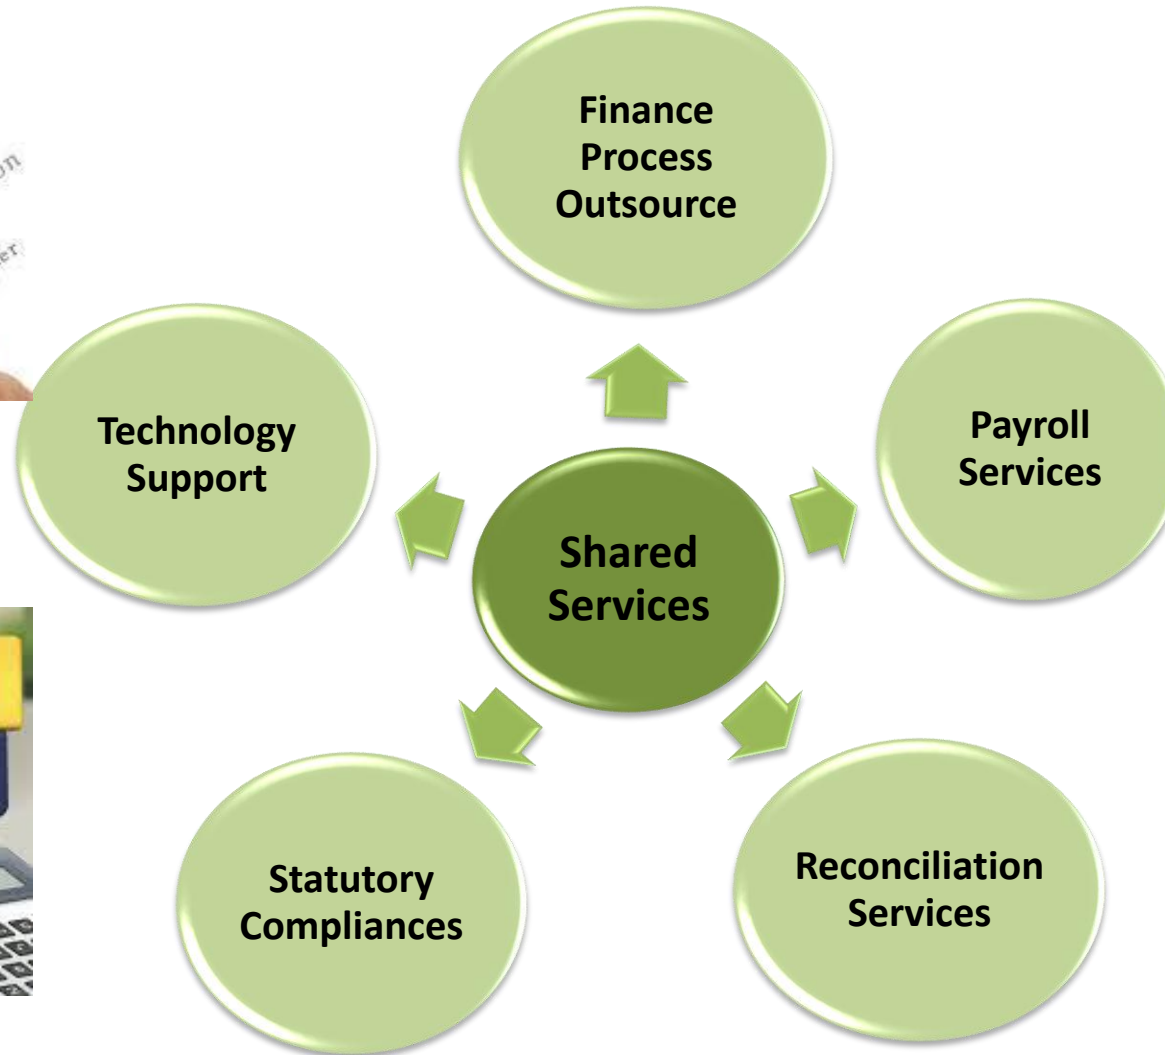 Finance
Process
Outsource
Technology
Support
Payroll
Services
Shared
Services
Statutory
Compliances
Reconciliation
Services